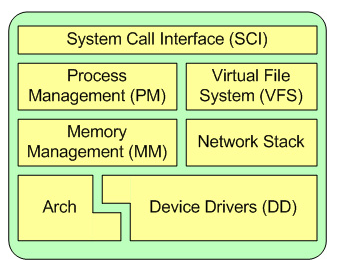 System Call Interface (SCI)
Process
Management (PM)
Virtual File
System (VFS)
Memory
Management (MM)
Network Stack
Arch
Device Drivers (DD)